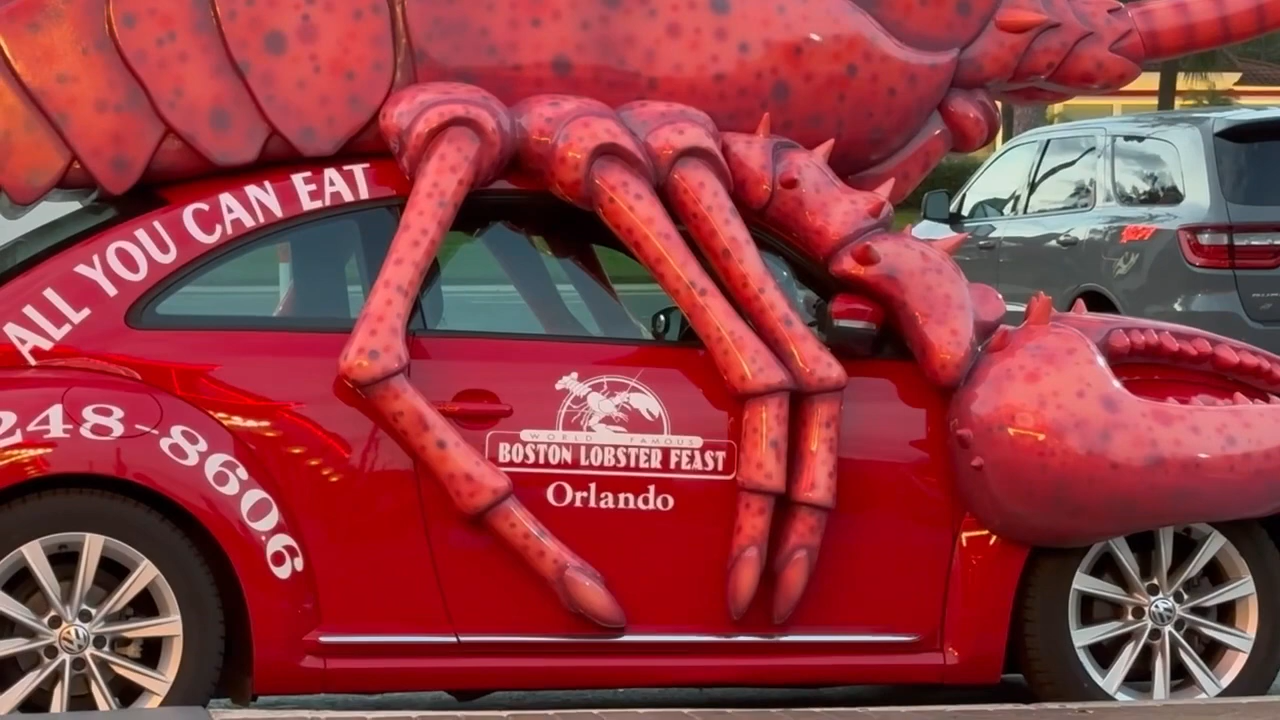 ALL YOU CAN EAT
248-8606
WORLD FAMOUS
BOSTON LOBSTER FEAST
Orlando